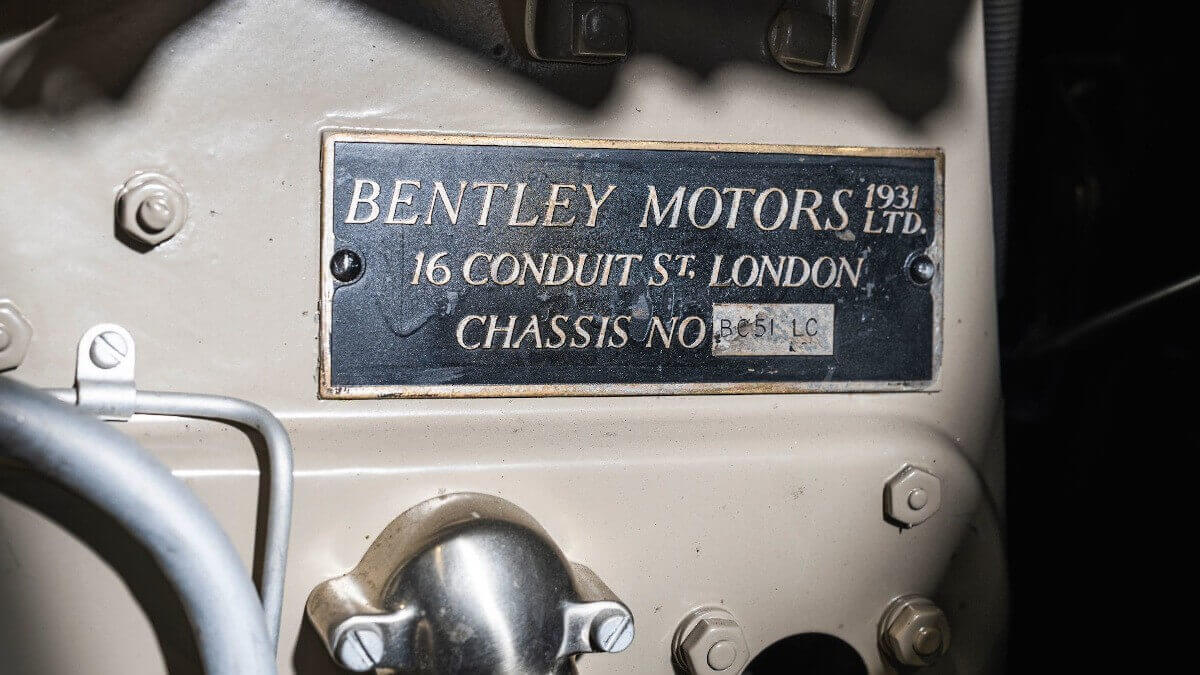 BENTLEY MOTORS 1931 LTD.
16 CONDUIT ST, LONDON
CHASSIS NO BC51 LC